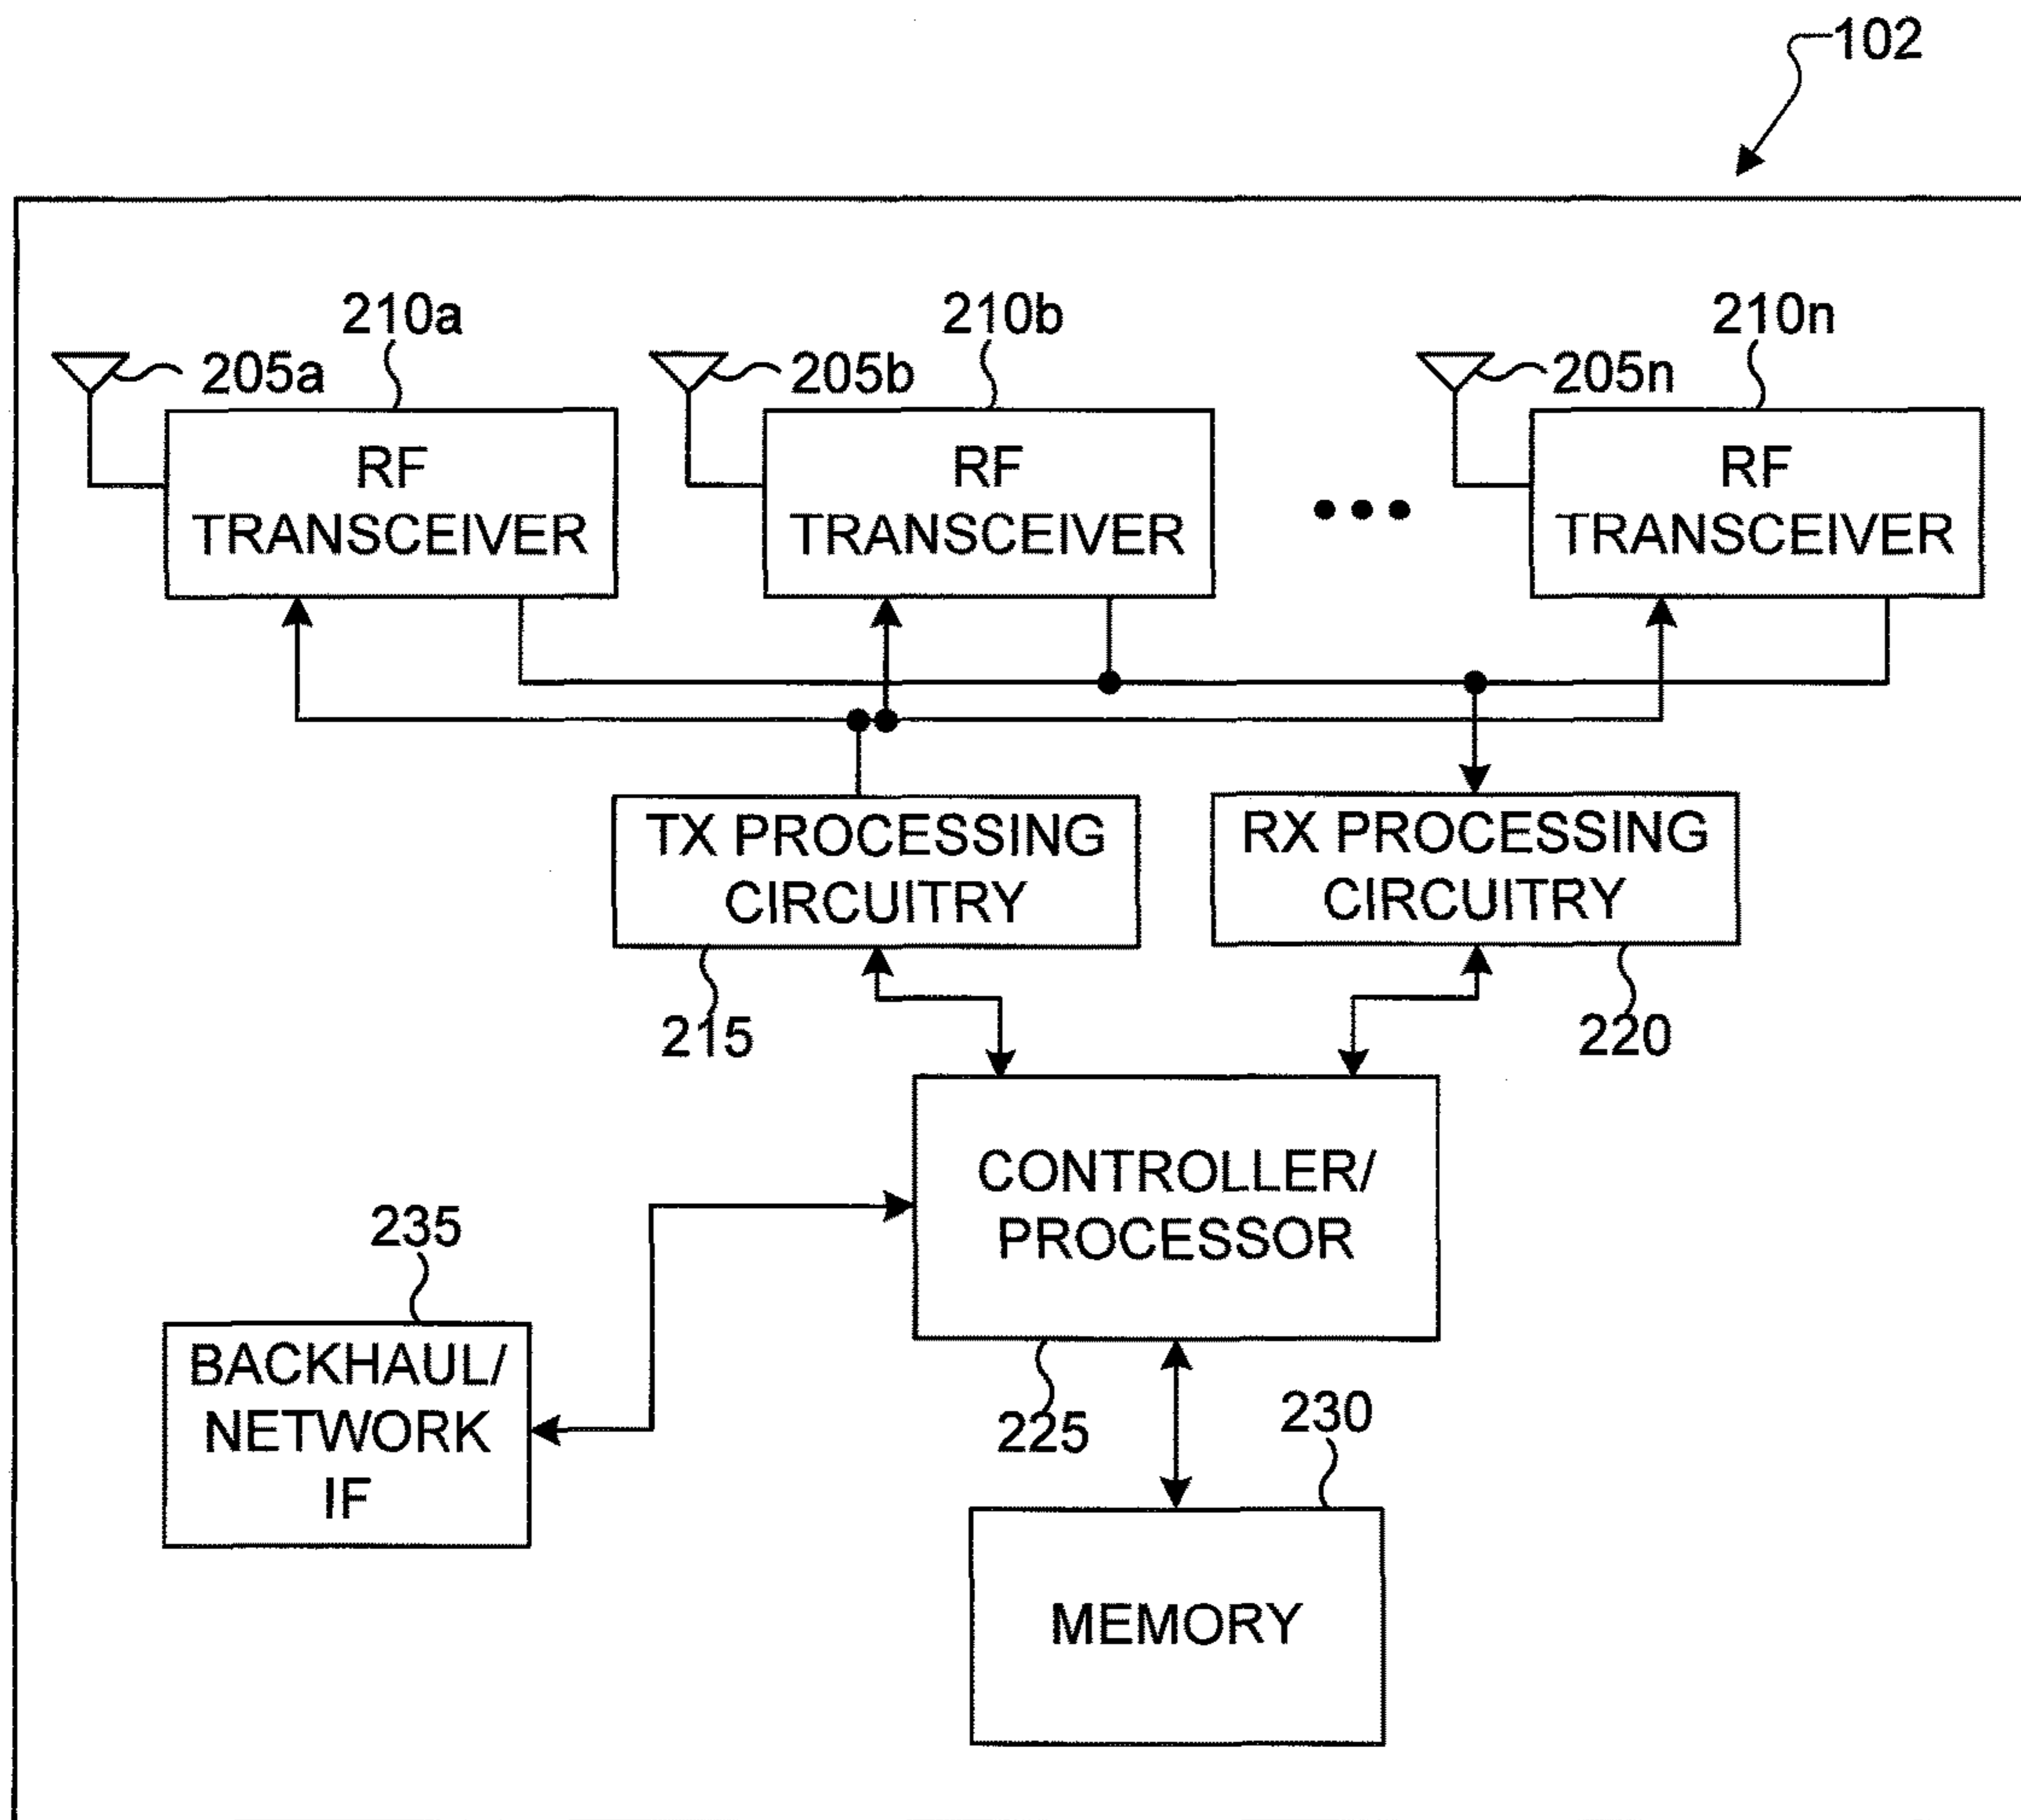 102
210a
210b
210n
205a
205b
205n
RF
TRANSCEIVER
RF
TRANSCEIVER
RF
TRANSCEIVER
TX PROCESSING
CIRCUITRY
RX PROCESSING
CIRCUITRY
215
220
CONTROLLER/
PROCESSOR
235
BACKHAUL/
NETWORK
IF
225
230
MEMORY